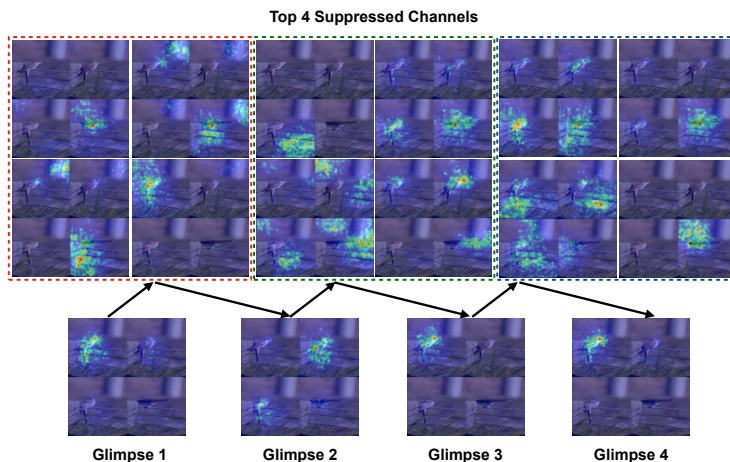 Top 4 Suppressed Channels
Glimpse 1
Glimpse 2
Glimpse 3
Glimpse 4